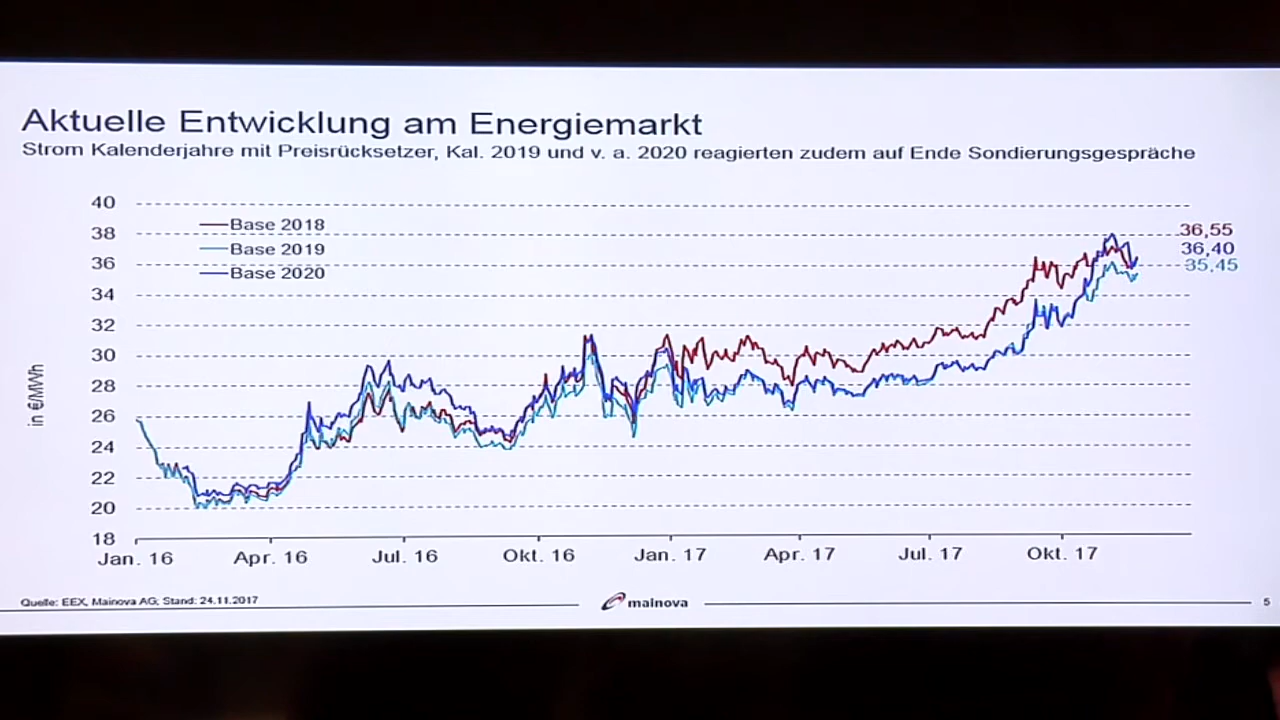 Aktuelle Entwicklung am Energiemarkt
Strom Kalenderjahre mit Preisrücksetzer, Kal. 2019 und v. a. 2020 reagierten zudem auf Ende Sondierungsgespräche
in €/MWh
40
38
36
34
32
30
28
26
24
22
20
18
Base 2018
Base 2019
Base 2020
36,55
36,40
35,45
Jan. 16 Apr. 16 Jul. 16 Okt. 16 Jan. 17 Apr. 17 Jul. 17 Okt. 17
Quelle: EEX, Mainova AG; Stand: 24.11.2017
mainova
5